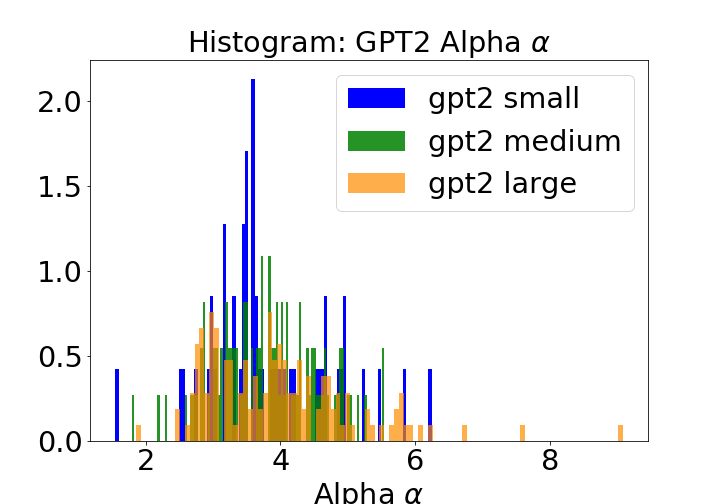 Histogram: GPT2 Alpha α
gpt2 small
gpt2 medium
gpt2 large
2.0
1.5
1.0
0.5
0.0
2 4 6 8
Alpha α